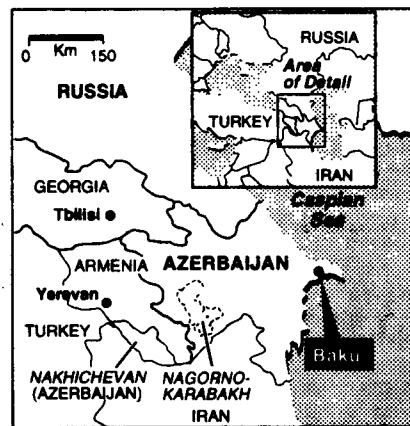 0 Km 150
RUSSIA
Area
of Detail
TURKEY
IRAN
RUSSIA
GEORGIA
Tbilisi
Caspian
Sea
ARMENIA
AZERBAIJAN
Yerevan
TURKEY
Baku
NAKHICHEVAN
(AZERBAIJAN)
NAGORNO-
KARABAKH
IRAN